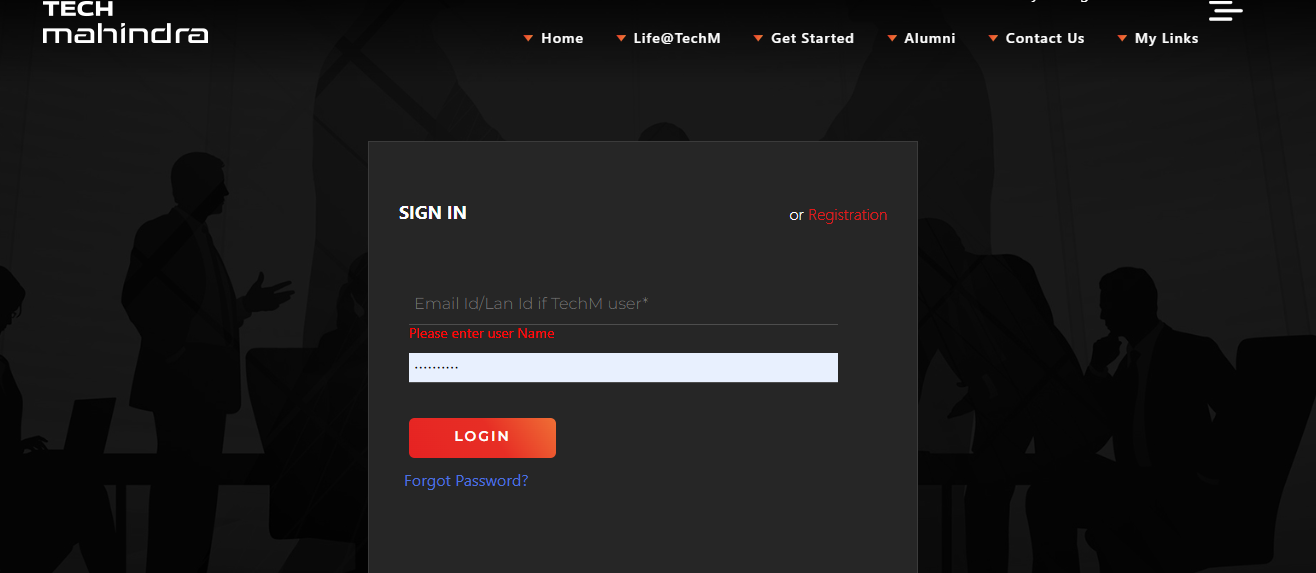 TECH
mahindra
Home
Life@TechM
Get Started
Alumni
Contact Us
My Links
SIGN IN
or Registration
Email Id/Lan Id if TechM user*
Please enter user Name
..........
LOGIN
Forgot Password?